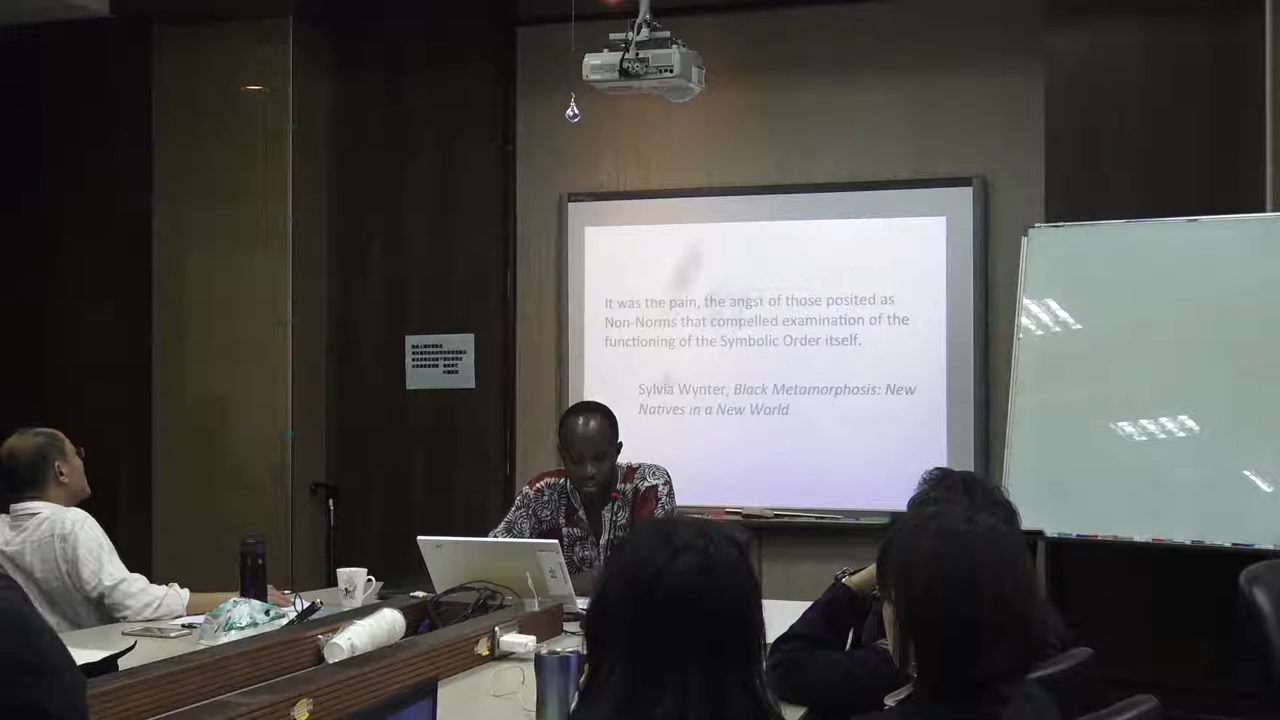 It was the pain, the angst of those posited as
Non-Norms that compelled examination of the
functioning of the Symbolic Order itself.
Sylvia Wynter, Black Metamorphosis: New
Natives in a New World